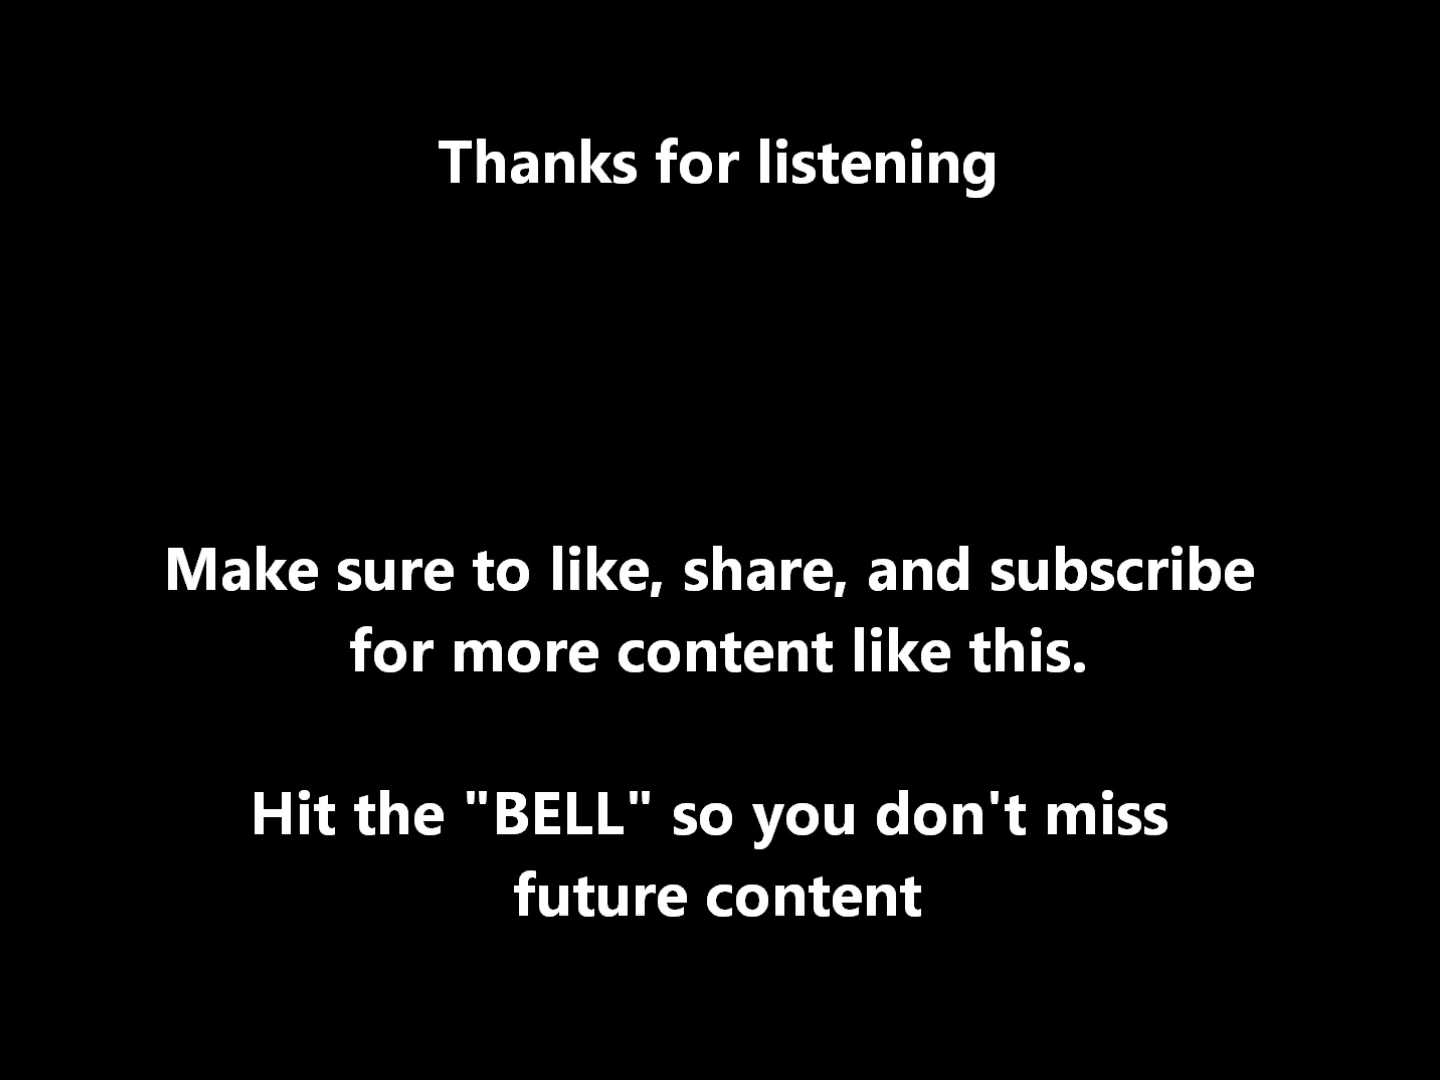 Thanks for listening
Make sure to like, share, and subscribe
for more content like this.
Hit the "BELL" so you don't miss
future content